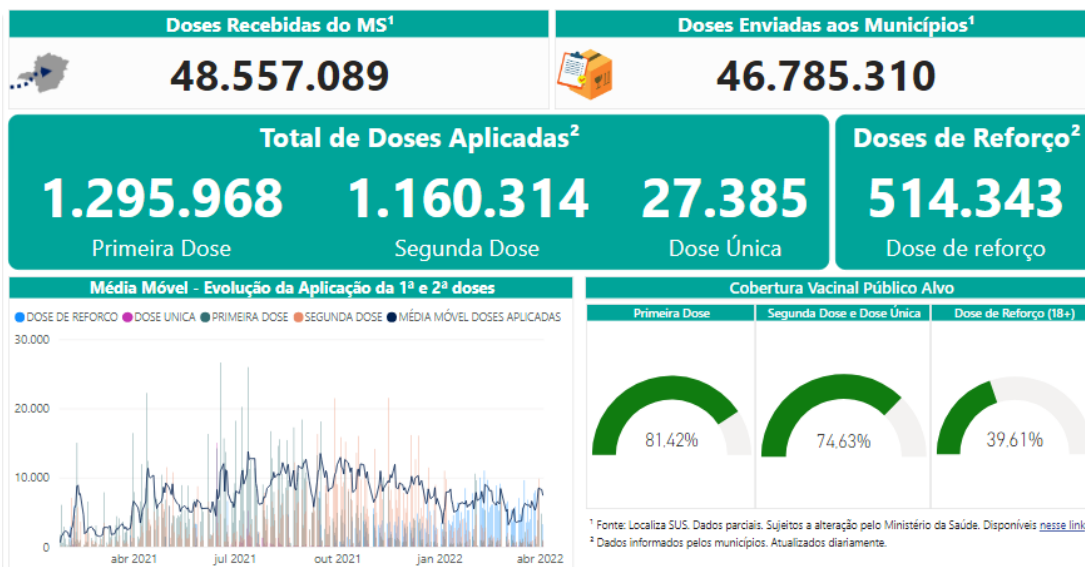 Doses Recebidas do MS¹
48.557.089
Doses Enviadas aos Municípios¹
46.785.310
Total de Doses Aplicadas²
1.295.968
Primeira Dose
1.160.314
Segunda Dose
27.385
Dose Única
Doses de Reforço²
514.343
Dose de reforço
Média Móvel - Evolução da Aplicação da 1ª e 2ª doses
DOSE DE REFORCO DOSE UNICA PRIMEIRA DOSE SEGUNDA DOSE MÉDIA MÓVEL DOSES APLICADAS
30.000
20.000
10.000
0
abr 2021 jul 2021 out 2021 jan 2022 abr 2022
Cobertura Vacinal Público Alvo
Primeira Dose
81,42%
Segunda Dose e Dose Única
74,63%
Dose de Reforço (18+)
39,61%
¹ Fonte: Localiza SUS. Dados parciais. Sujeitos a alteração pelo Ministério da Saúde. Disponíveis nesse link
² Dados informados pelos municípios. Atualizados diariamente.